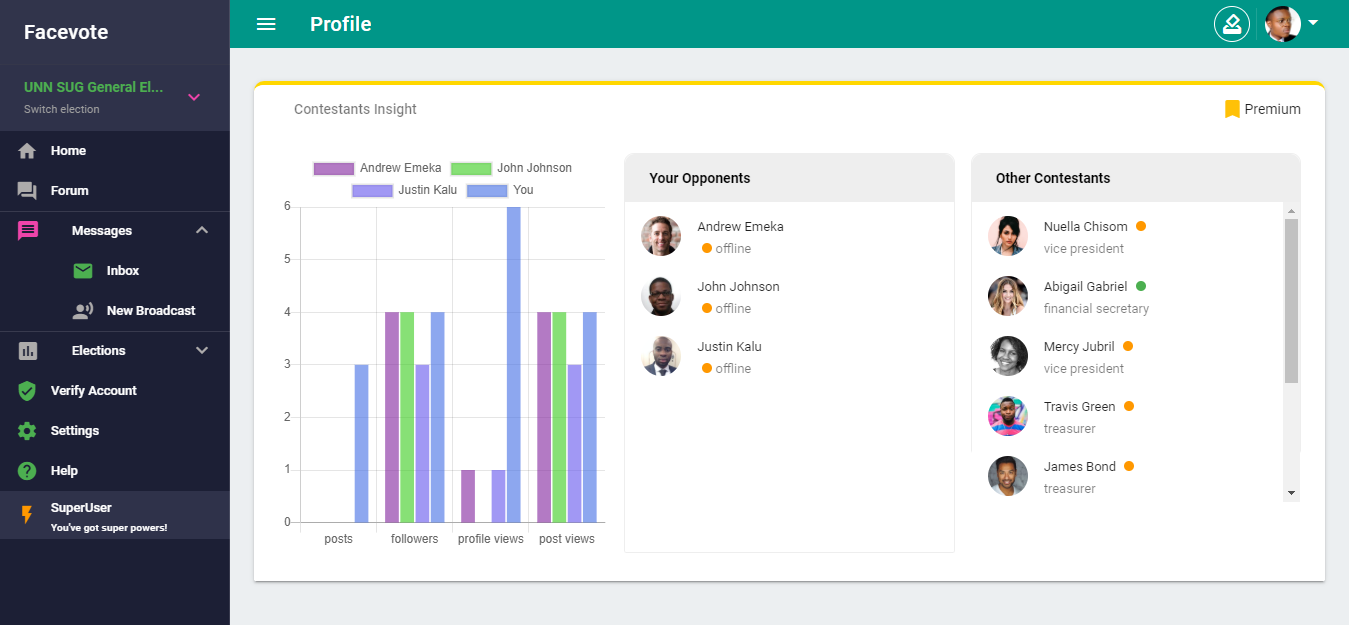 Facevote
UNN SUG General El...
Switch election
Home
Forum
Messages
Inbox
New Broadcast
Elections
Verify Account
Settings
Help
SuperUser
You've got super powers!
Profile
Contestants Insight
Premium
Andrew Emeka John Johnson
Justin Kalu You
6
5
4
3
2
1
0
posts followers profile views post views
Your Opponents
Andrew Emeka
offline
John Johnson
offline
Justin Kalu
offline
Other Contestants
Nuella Chisom
vice president
Abigail Gabriel
financial secretary
Mercy Jubril
vice president
Travis Green
treasurer
James Bond
treasurer